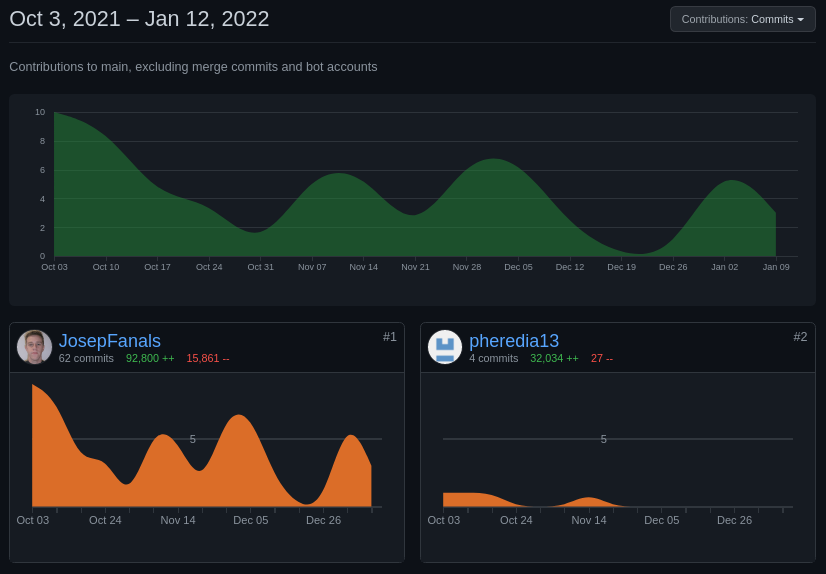 Oct 3, 2021 – Jan 12, 2022
Contributions: Commits
Contributions to main, excluding merge commits and bot accounts
10
8
6
4
2
0
Oct 03 Oct 10 Oct 17 Oct 24 Oct 31 Nov 07 Nov 14 Nov 21 Nov 28 Dec 05 Dec 12 Dec 19 Dec 26 Jan 02 Jan 09
JosepFanals #1
62 commits 92,800 ++ 15,861 --
5
Oct 03 Oct 24 Nov 14 Dec 05 Dec 26
pheredia13 #2
4 commits 32,034 ++ 27 --
5
Oct 03 Oct 24 Nov 14 Dec 05 Dec 26